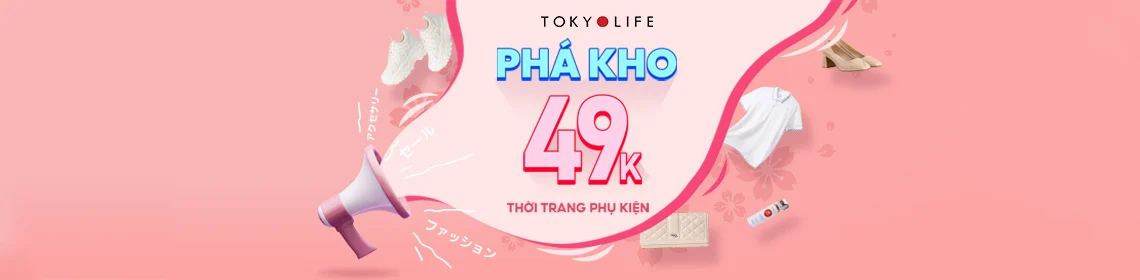 TOKYOLIFE
PHÁ KHO
49K
THỜI TRANG PHỤ KIỆN
アクセサリー
セール
ファッション